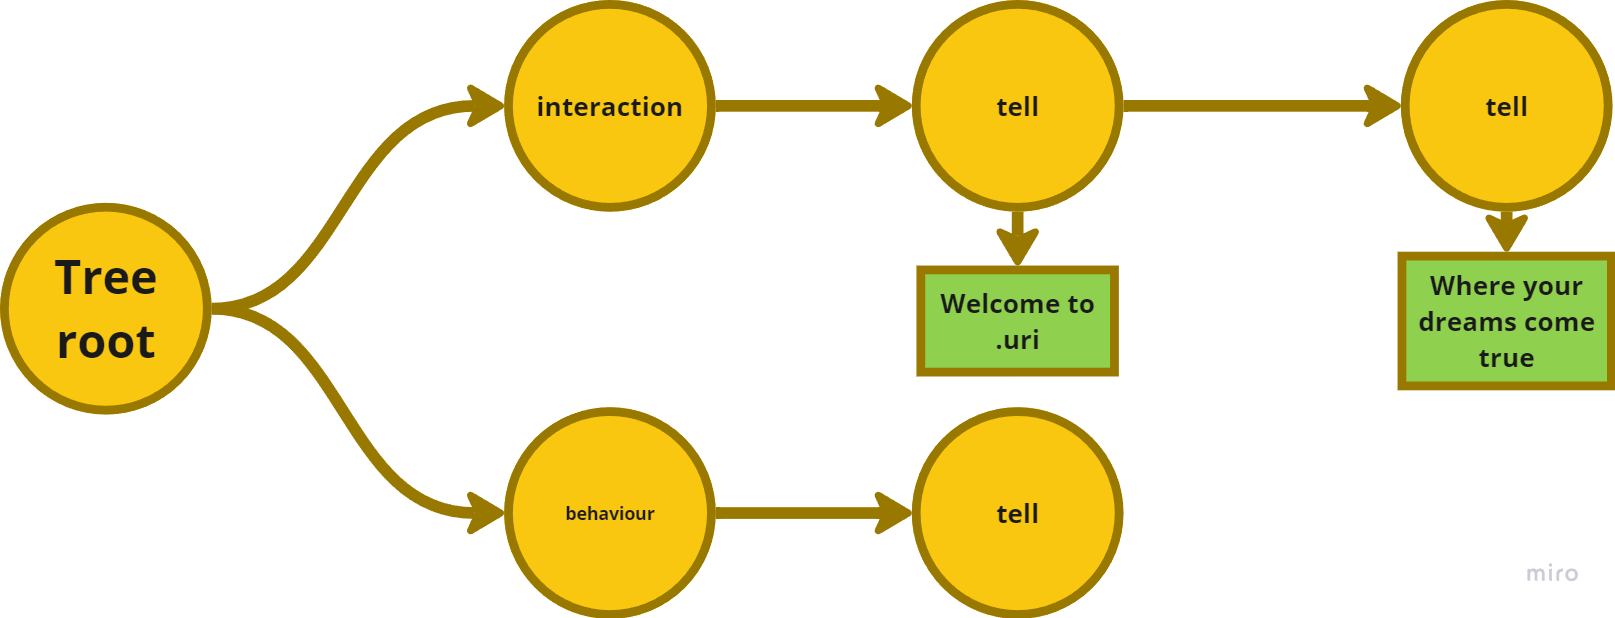 interaction
tell
tell
Tree
root
Welcome to
.uri
Where your
dreams come
true
behaviour
tell
miro